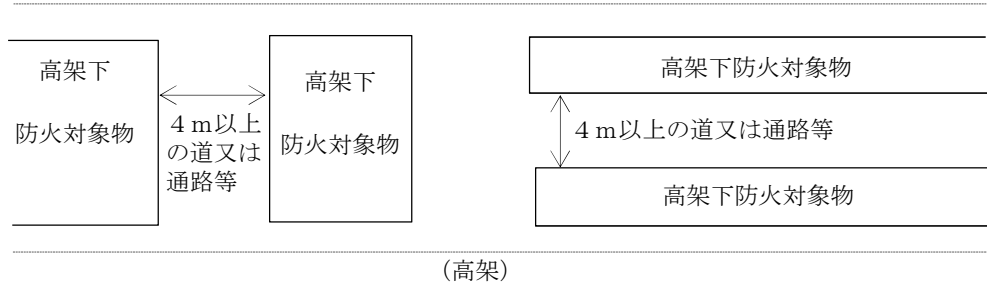 高架下
防火対象物
４ｍ以上
の道又は
通路等
高架下
防火対象物
高架下防火対象物
４ｍ以上の道又は通路等
高架下防火対象物
（高架）